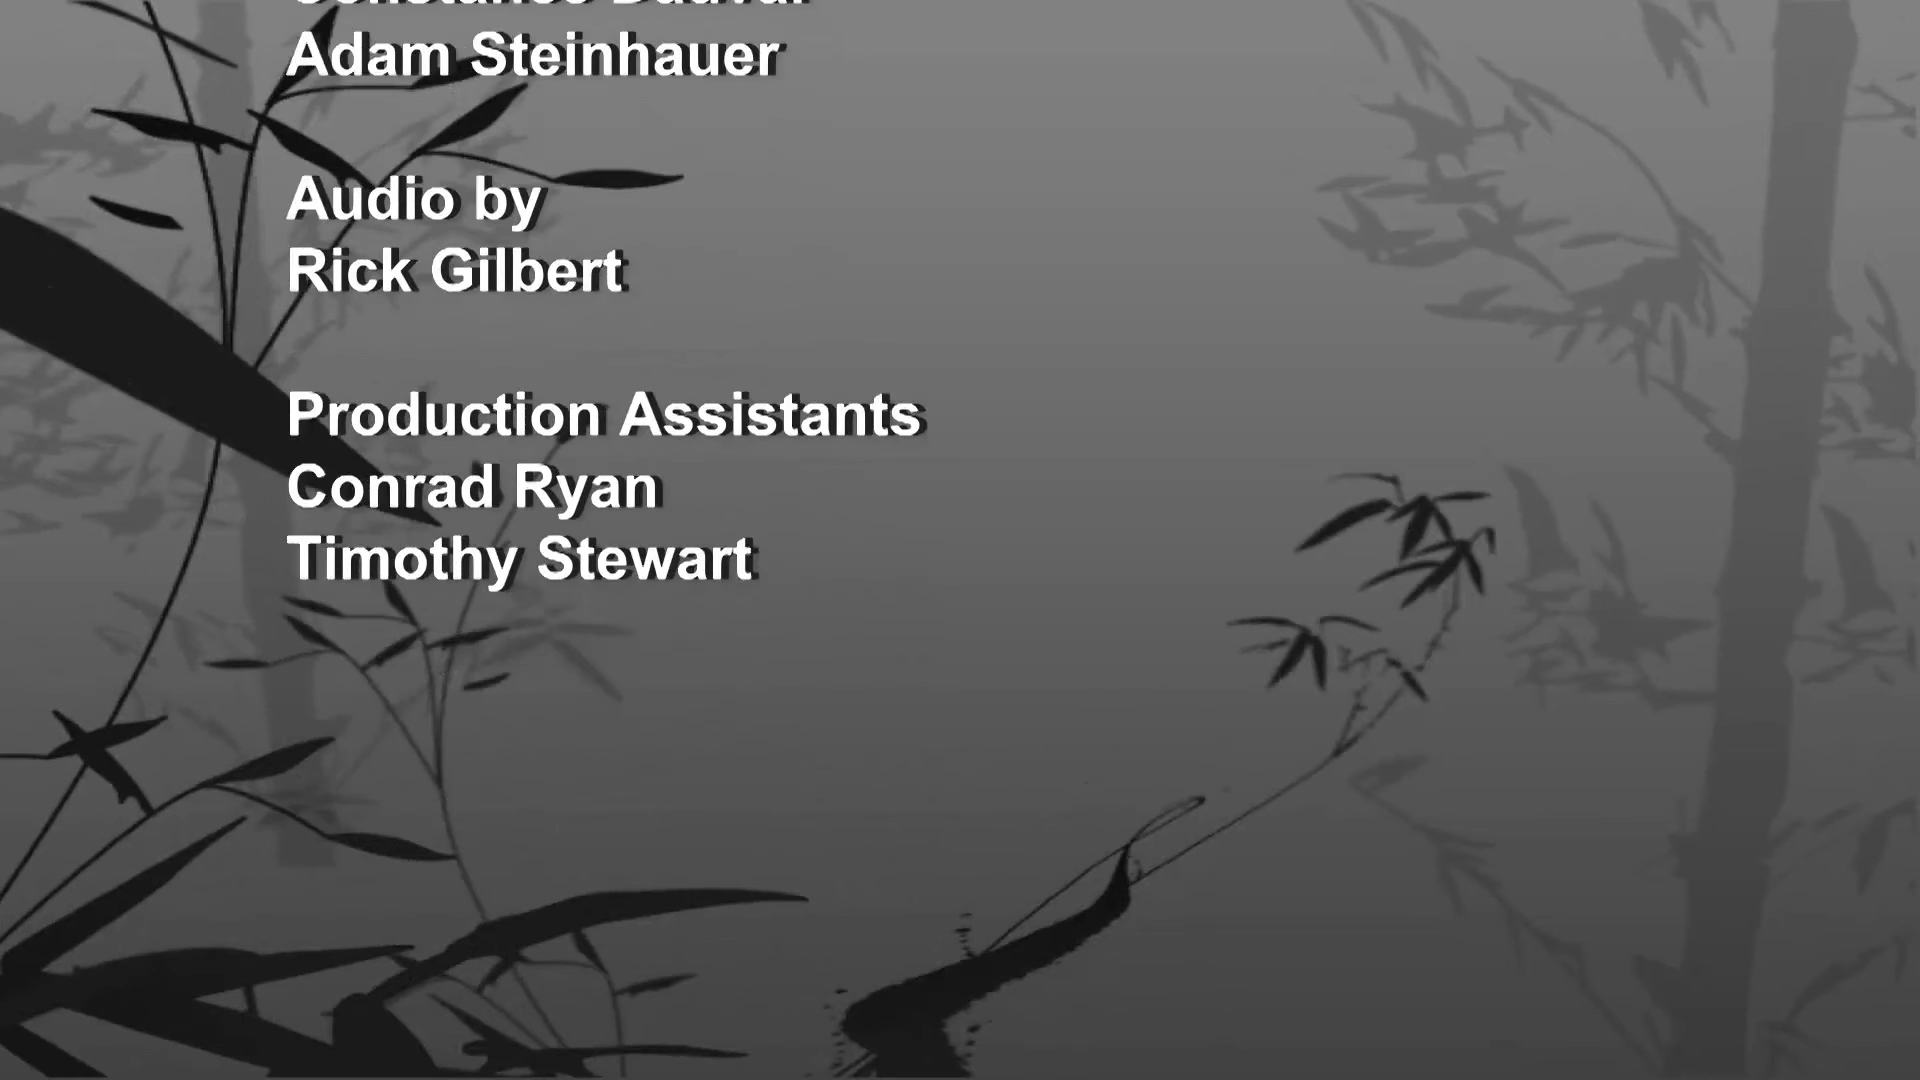 Adam Steinhauer
Audio by
Rick Gilbert
Production Assistants
Conrad Ryan
Timothy Stewart